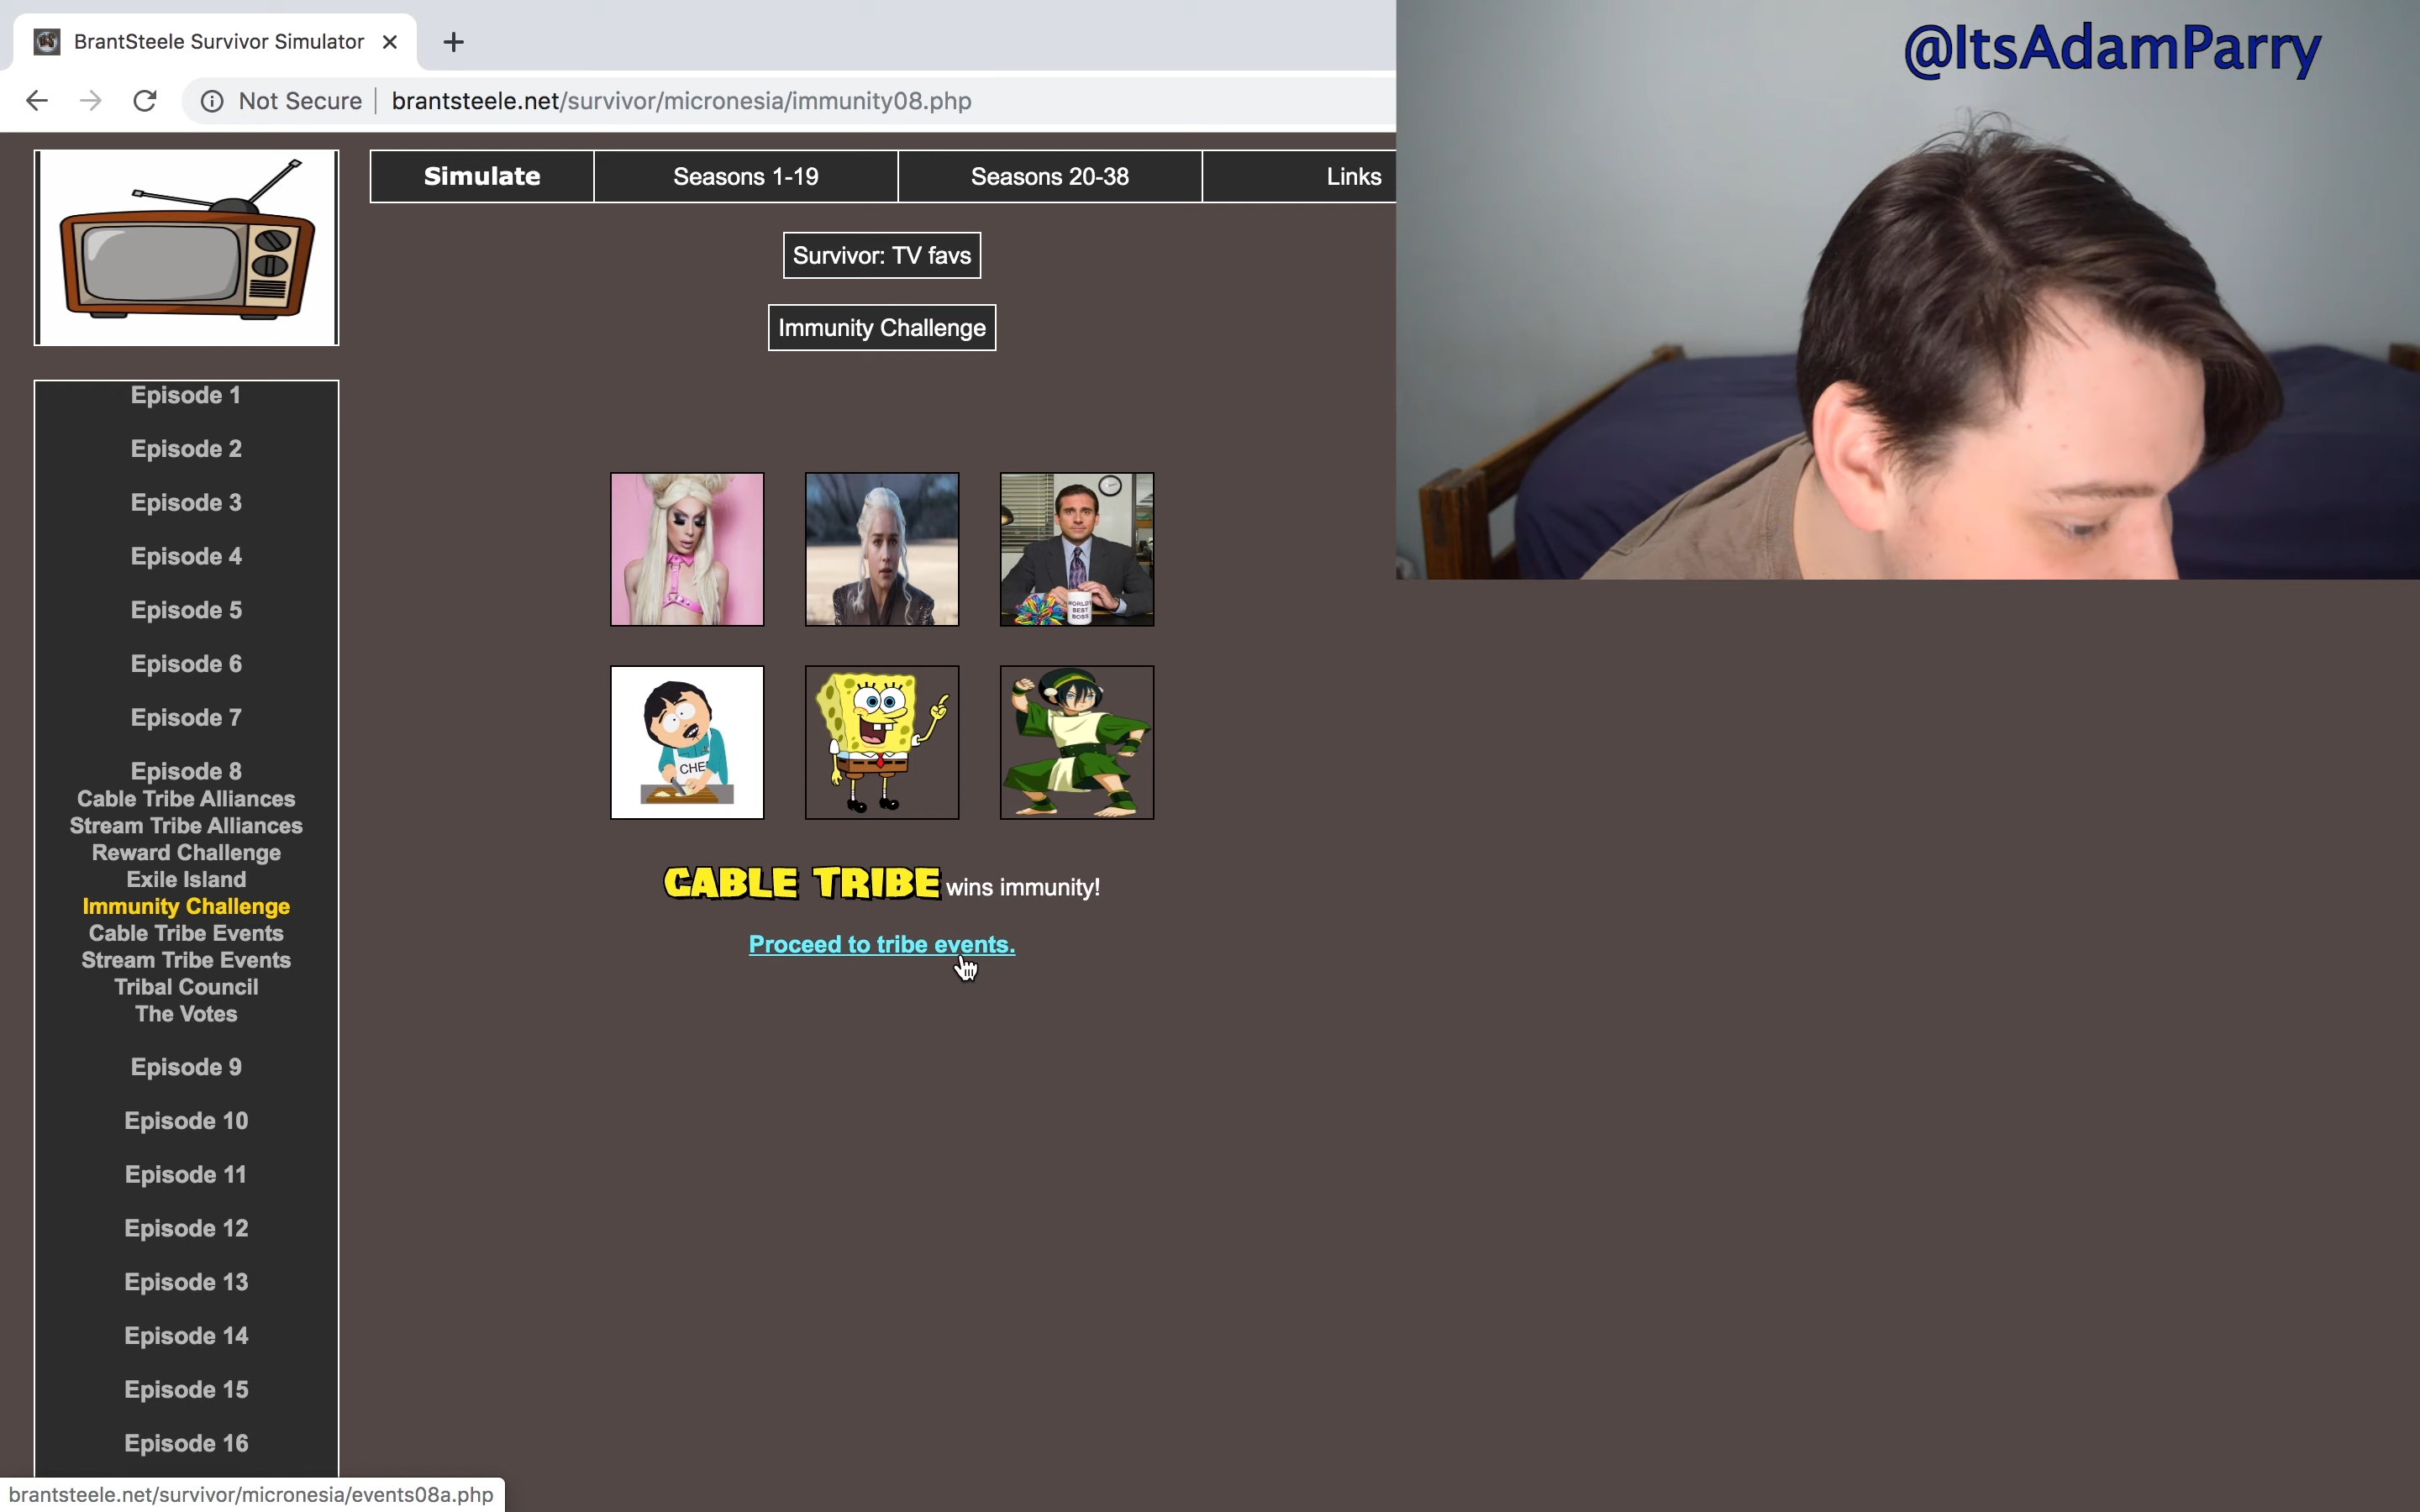 BrantSteele Survivor Simulator
Not Secure
brantsteele.net/survivor/micronesia/immunity08.php
@ItsAdamParry
Simulate
Seasons 1-19
Seasons 20-38
Links
Survivor: TV favs
Immunity Challenge
Episode 1
Episode 2
Episode 3
Episode 4
Episode 5
Episode 6
Episode 7
Episode 8
Cable Tribe Alliances
Stream Tribe Alliances
Reward Challenge
Exile Island
Immunity Challenge
Cable Tribe Events
Stream Tribe Events
Tribal Council
The Votes
Episode 9
Episode 10
Episode 11
Episode 12
Episode 13
Episode 14
Episode 15
Episode 16
WORLD'S
BEST
BOSS
CHE
CABLE TRIBE wins immunity!
Proceed to tribe events.
brantsteele.net/survivor/micronesia/events08a.php